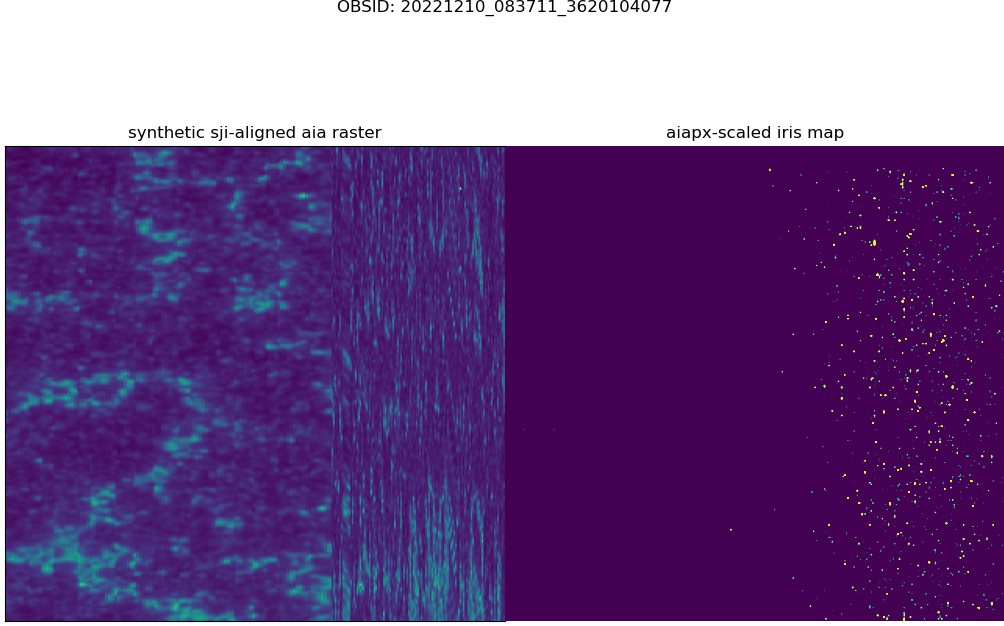 OBSID: 20221210_083711_3620104077
synthetic sji-aligned aia raster
aiapx-scaled iris map